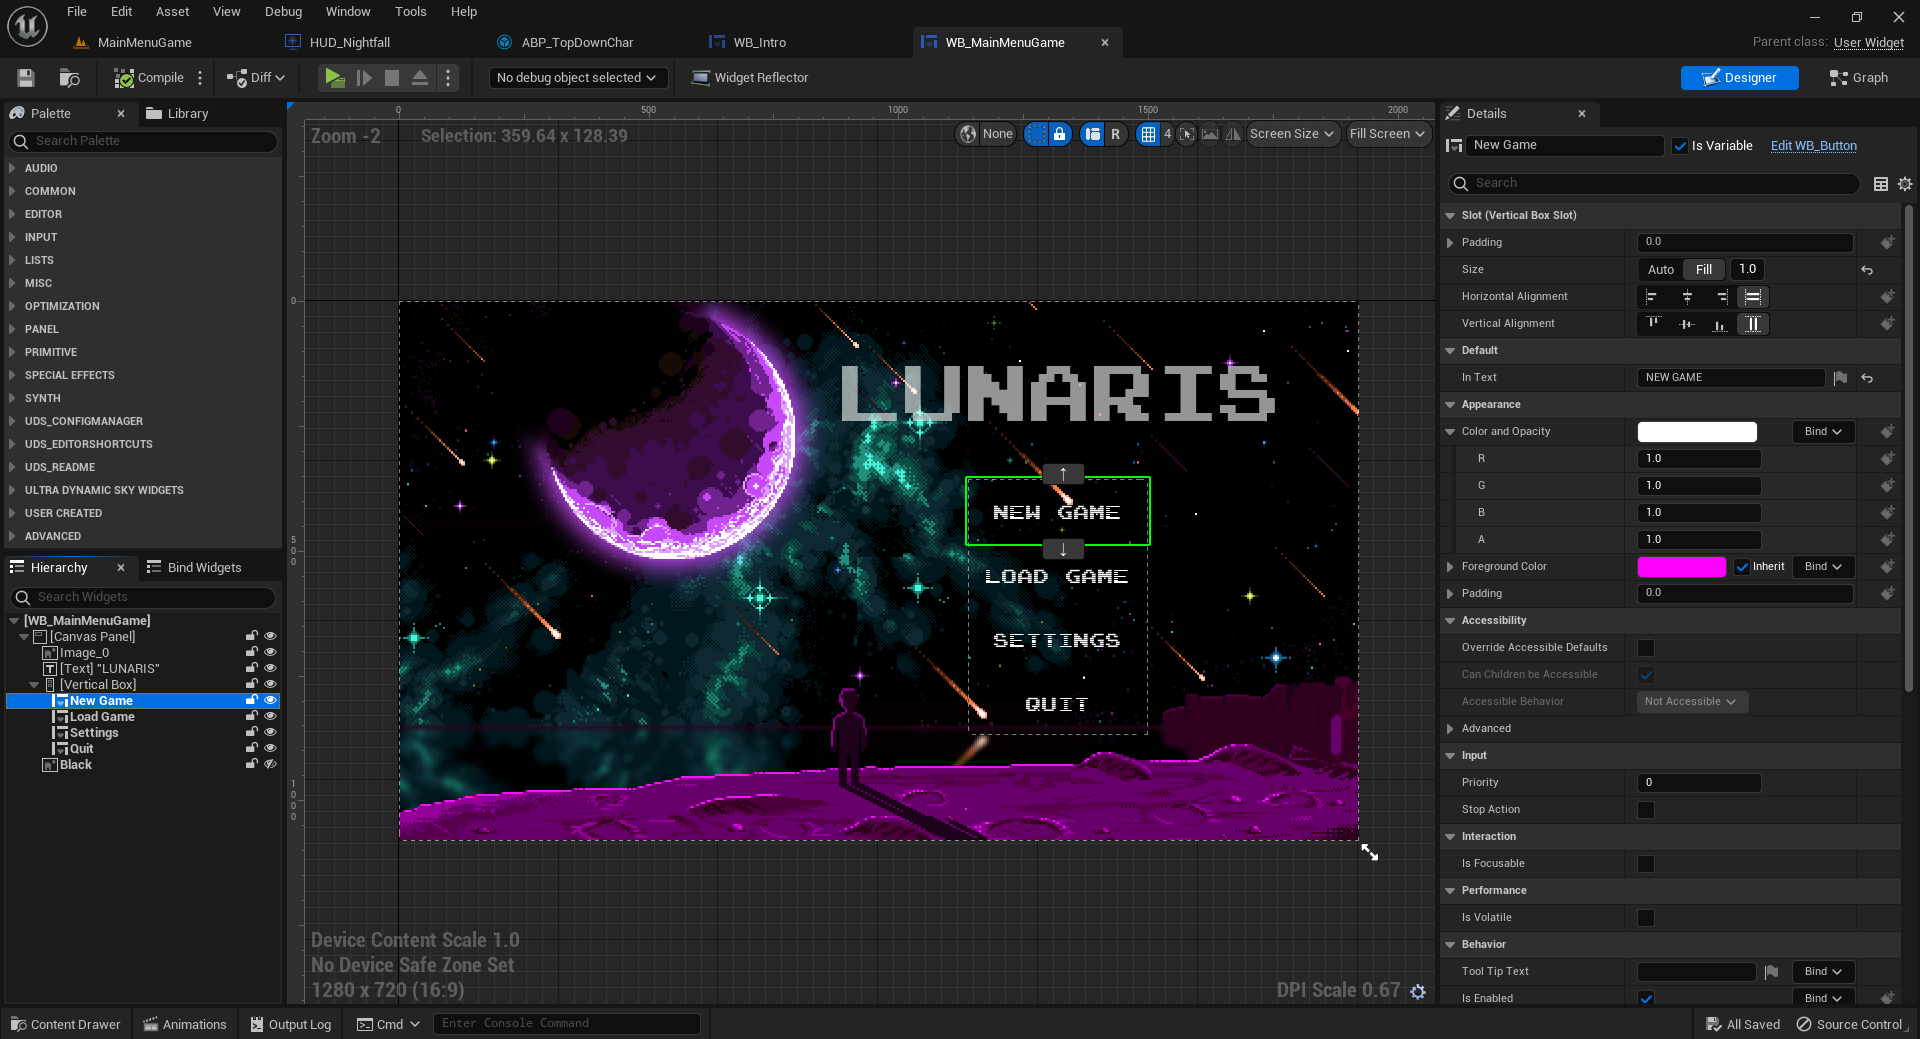 File Edit Asset View Debug Window Tools Help
MainMenuGame HUD_Nightfall ABP_TopDownChar WB_Intro WB_MainMenuGame
Parent class: User Widget
Compile Diff No debug object selected Widget Reflector Designer Graph
Palette Library
Search Palette
AUDIO
COMMON
EDITOR
INPUT
LISTS
MISC
OPTIMIZATION
PANEL
PRIMITIVE
SPECIAL EFFECTS
SYNTH
UDS_CONFIGMANAGER
UDS_EDITORSHORTCUTS
UDS_README
ULTRA DYNAMIC SKY WIDGETS
USER CREATED
ADVANCED
Hierarchy Bind Widgets
Search Widgets
[WB_MainMenuGame]
[Canvas Panel]
Image_0
[Text] "LUNARIS"
[Vertical Box]
New Game
Load Game
Settings
Quit
Black
0 500 1000 1500 2000
Zoom -2 Selection: 359.64 x 128.39
None R 4 Screen Size Fill Screen
0
500
1000
LUNARIS
NEW GAME
LOAD GAME
SETTINGS
QUIT
Device Content Scale 1.0
No Device Safe Zone Set
1280 x 720 (16:9)
DPI Scale 0.67
Details
New Game Is Variable Edit WB_Button
Search
Slot (Vertical Box Slot)
Padding 0.0
Size Auto Fill 1.0
Horizontal Alignment
Vertical Alignment
Default
In Text NEW GAME
Appearance
Color and Opacity Bind
R 1.0
G 1.0
B 1.0
A 1.0
Foreground Color Inherit Bind
Padding 0.0
Accessibility
Override Accessible Defaults
Can Children be Accessible
Accessible Behavior Not Accessible
Advanced
Input
Priority 0
Stop Action
Interaction
Is Focusable
Performance
Is Volatile
Behavior
Tool Tip Text Bind
Is Enabled Bind
Content Drawer Animations Output Log Cmd Enter Console Command All Saved Source Control